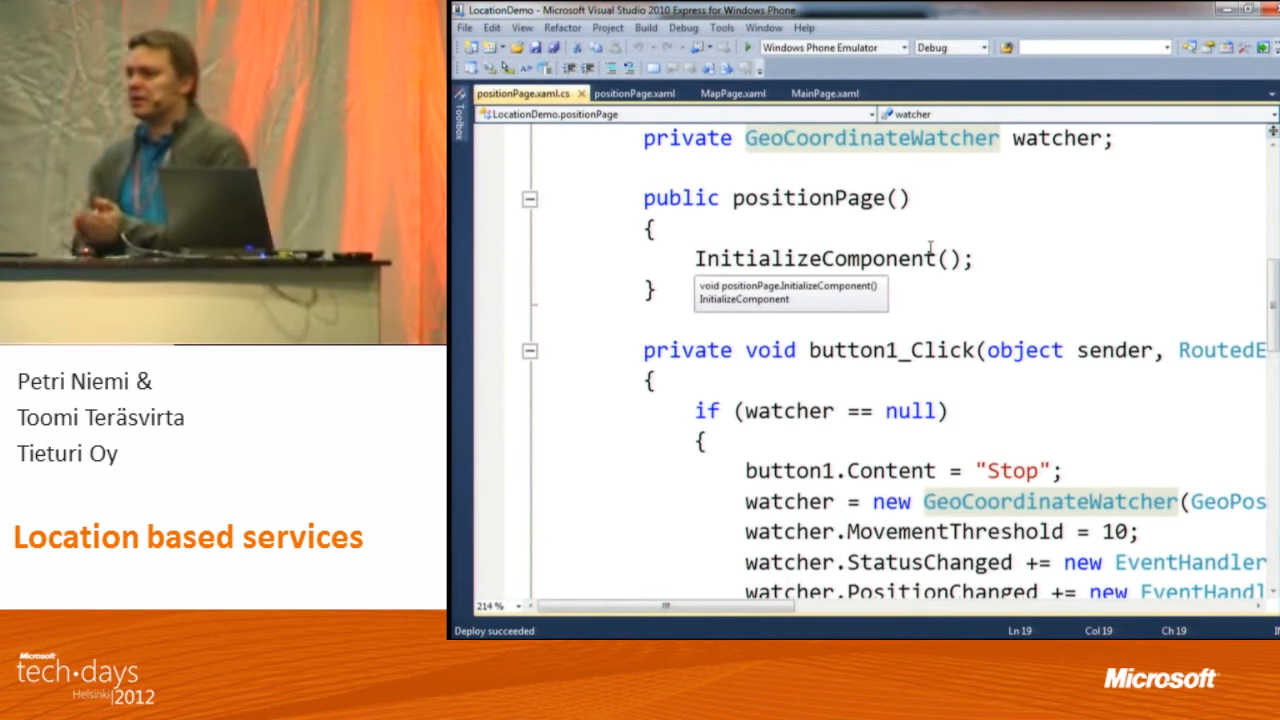 LocationDemo - Microsoft Visual Studio 2010 Express for Windows Phone
File Edit View Refactor Project Build Debug Tools Window Help
Windows Phone Emulator Debug
positionPage.xaml.cs positionPage.xaml MapPage.xaml MainPage.xaml
Toolbox
LocationDemo.positionPage watcher
private GeoCoordinateWatcher watcher;
public positionPage()
{
InitializeComponent();
}
void positionPage.InitializeComponent()
InitializeComponent
private void button1_Click(object sender, RoutedE
{
if (watcher == null)
{
button1.Content = "Stop";
watcher = new GeoCoordinateWatcher(GeoPos
watcher.MovementThreshold = 10;
watcher.StatusChanged += new EventHandler
watcher.PositionChanged += new EventHandl
214 %
Deploy succeeded Ln 19 Col 19 Ch 19
Petri Niemi &
Toomi Teräsvirta
Tieturi Oy
Location based services
Microsoft
tech·days
Helsinki|2012
Microsoft